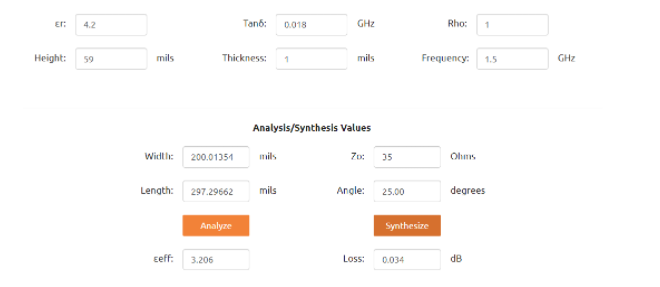 εr: 4.2 Tanδ: 0.018 GHz Rho: 1
Height: 59 mils Thickness: 1 mils Frequency: 1.5 GHz
Analysis/Synthesis Values
Width: 200.01354 mils Zo: 35 Ohms
Length: 297.29662 mils Angle: 25.00 degrees
Analyze Synthesize
εeff: 3.206 Loss: 0.034 dB